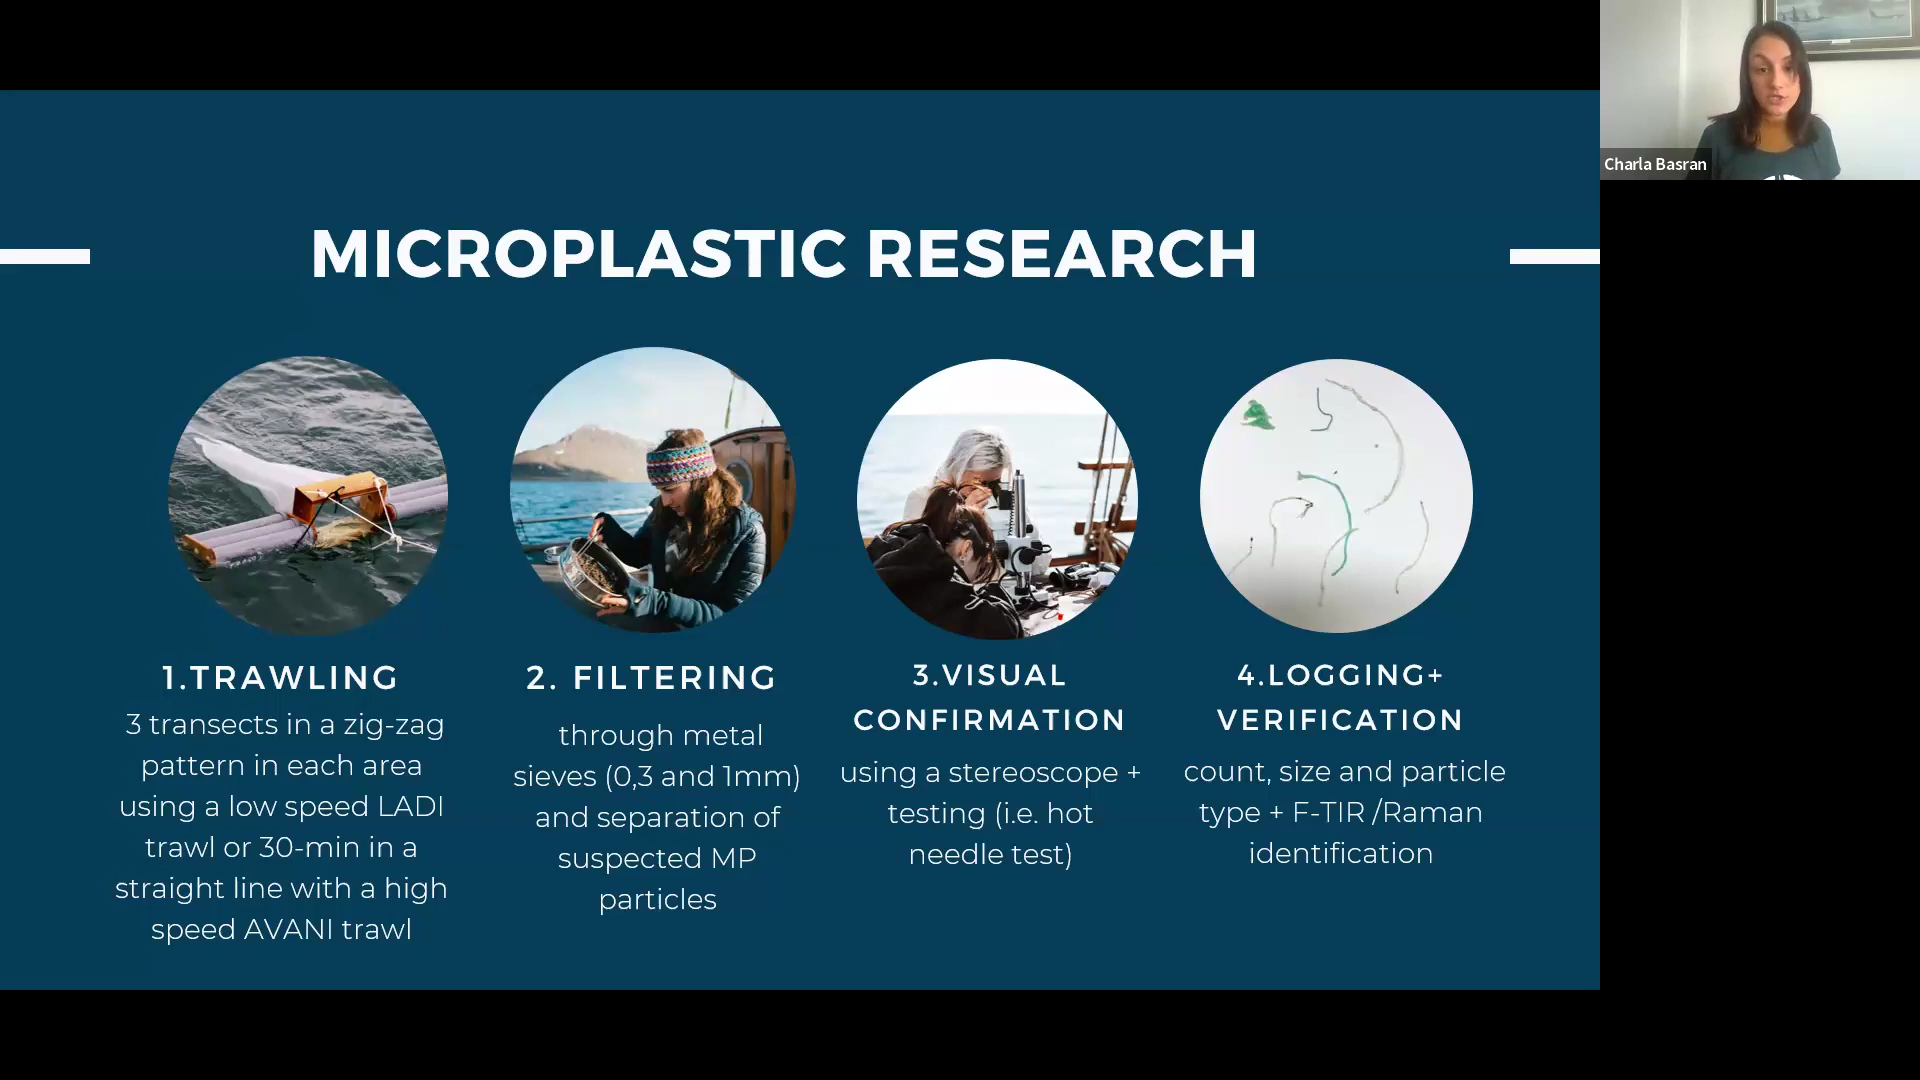 Charla Basran
MICROPLASTIC RESEARCH
1.TRAWLING
3 transects in a zig-zag
pattern in each area
using a low speed LADI
trawl or 30-min in a
straight line with a high
speed AVANI trawl
2. FILTERING
through metal
sieves (0,3 and 1mm)
and separation of
suspected MP
particles
3.VISUAL
CONFIRMATION
using a stereoscope +
testing (i.e. hot
needle test)
4.LOGGING+
VERIFICATION
count, size and particle
type + F-TIR /Raman
identification